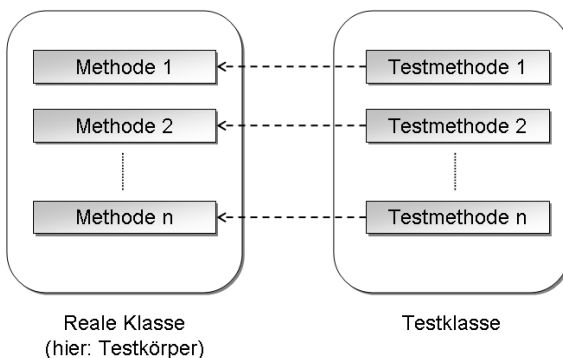 Methode 1
Testmethode 1
Methode 2
Testmethode 2
Methode n
Testmethode n
Reale Klasse
(hier: Testkörper)
Testklasse